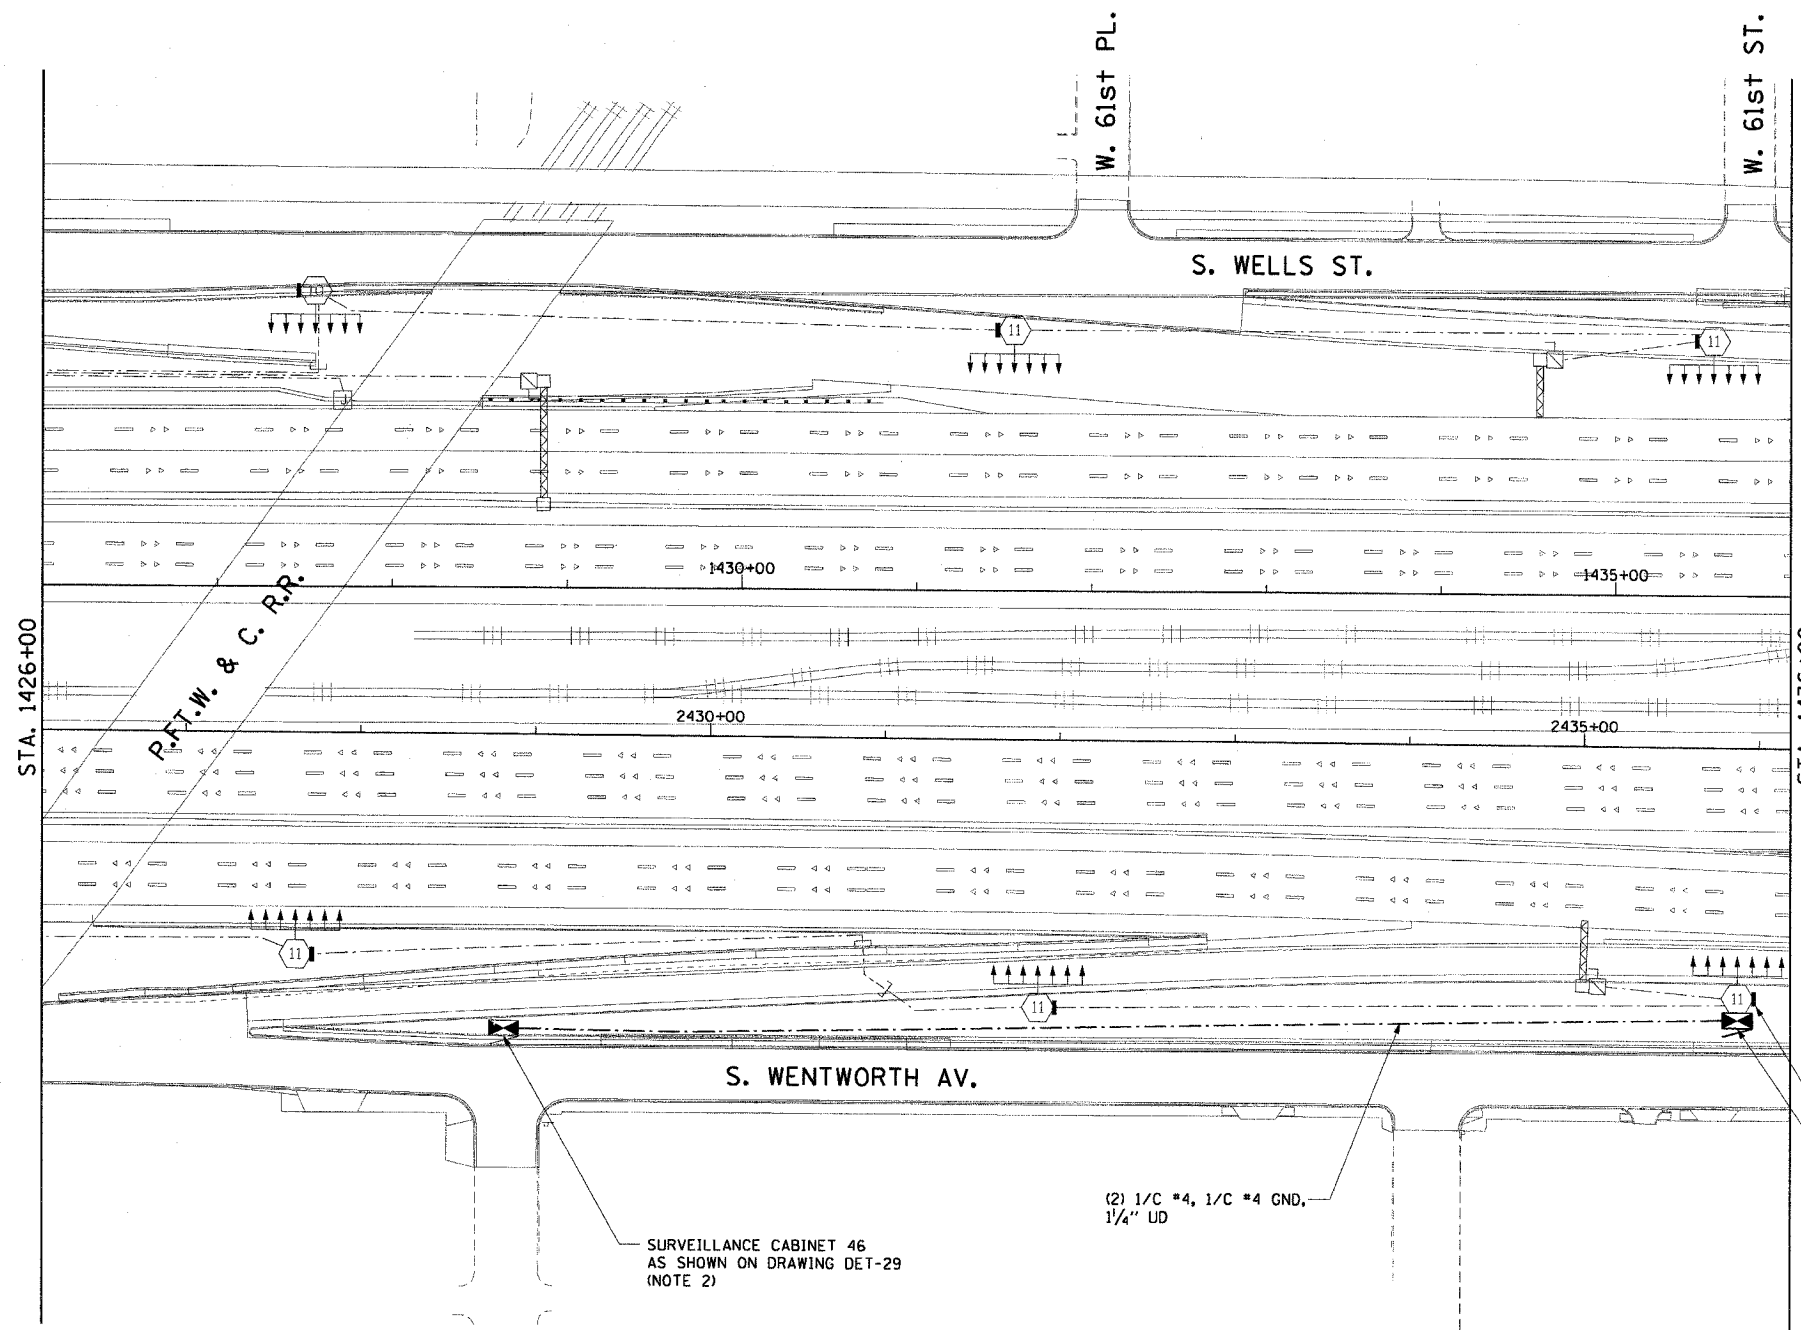 W. 61st PL.
W. 61st ST.
S. WELLS ST.
11
11
J
1430+00
1435+00
P.FT.W. & C. R.R.
STA. 1426+00
2430+00
2435+00
11
11
11
S. WENTWORTH AV.
(2) 1/C #4, 1/C #4 GND,
1¼" UD
SURVEILLANCE CABINET 46
AS SHOWN ON DRAWING DET-29
(NOTE 2)